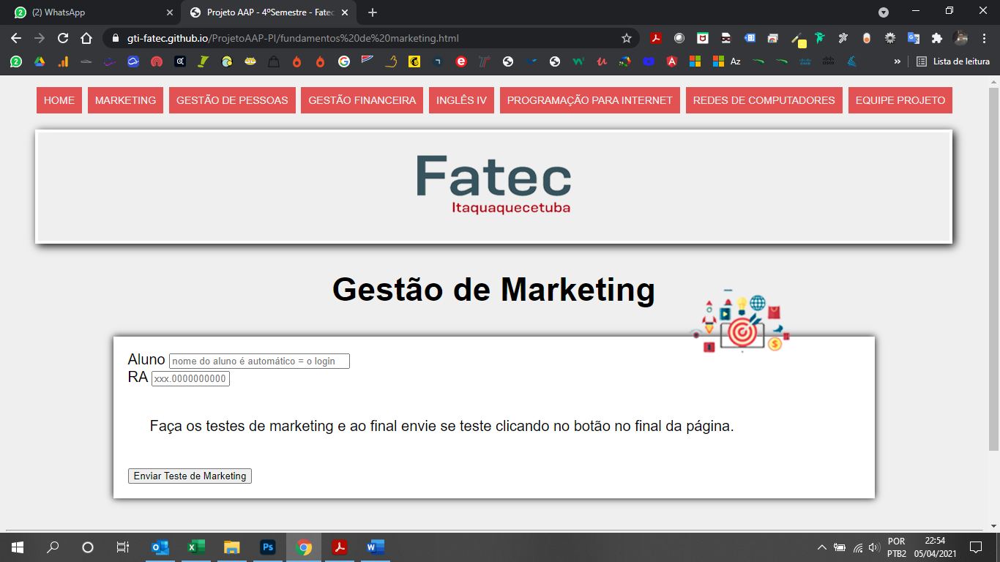 (2) WhatsApp
Projeto AAP - 4ºSemestre - Fatec
gti-fatec.github.io/ProjetoAAP-PI/fundamentos%20de%20marketing.html
Az
»
Lista de leitura
HOME
MARKETING
GESTÃO DE PESSOAS
GESTÃO FINANCEIRA
INGLÊS IV
PROGRAMAÇÃO PARA INTERNET
REDES DE COMPUTADORES
EQUIPE PROJETO
Fatec
Itaquaquecetuba
Gestão de Marketing
Aluno nome do aluno é automático = o login
RA xxx.0000000000
Faça os testes de marketing e ao final envie se teste clicando no botão no final da página.
Enviar Teste de Marketing
POR 22:54
PTB2 05/04/2021